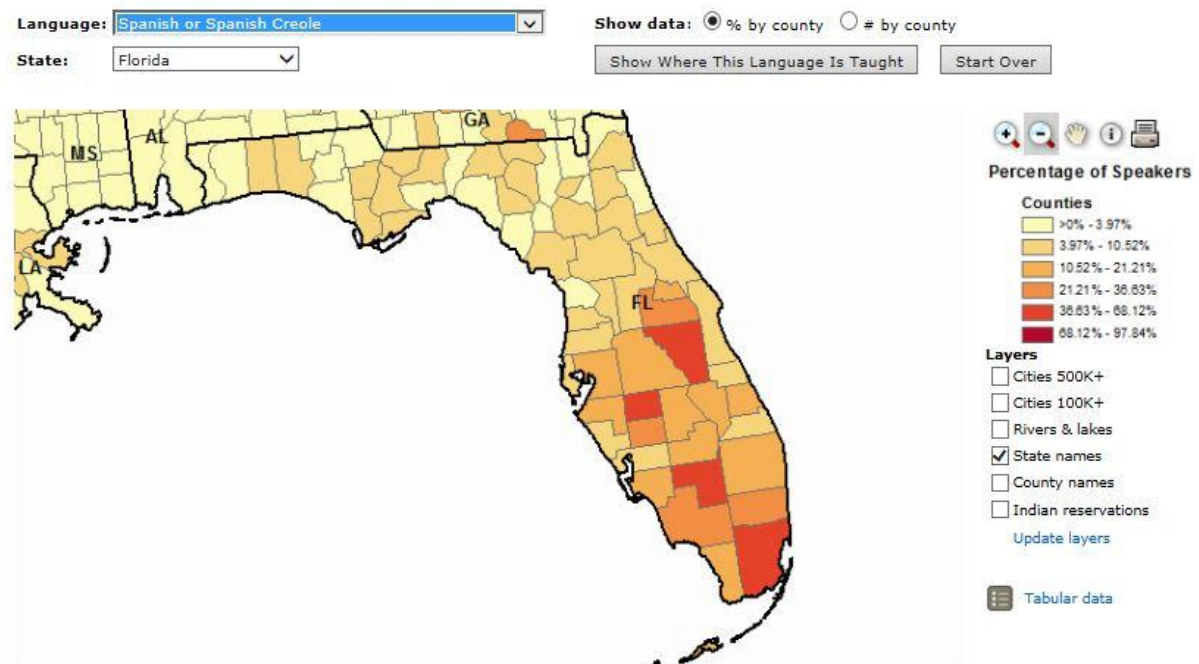 Language: Spanish or Spanish Creole
Show data: % by county # by county
State: Florida
Show Where This Language Is Taught Start Over
MS
AL
GA
LA
FL
Percentage of Speakers
Counties
>0% - 3.97%
3.97% - 10.52%
10.52% - 21.21%
21.21% - 36.63%
36.63% - 68.12%
68.12% - 97.84%
Layers
Cities 500K+
Cities 100K+
Rivers & lakes
State names
County names
Indian reservations
Update layers
Tabular data